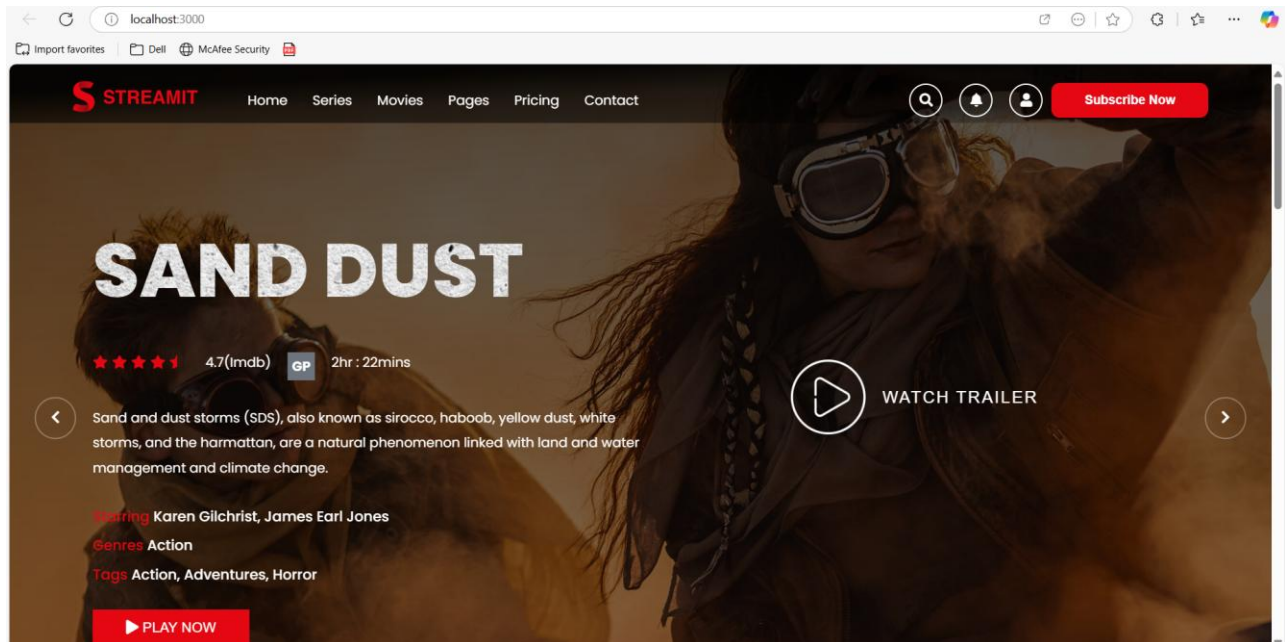 localhost:3000
Import favorites Dell McAfee Security
STREAMIT Home Series Movies Pages Pricing Contact Subscribe Now
SAND DUST
4.7(Imdb) GP 2hr : 22mins
WATCH TRAILER
Sand and dust storms (SDS), also known as sirocco, haboob, yellow dust, white
storms, and the harmattan, are a natural phenomenon linked with land and water
management and climate change.
Starring Karen Gilchrist, James Earl Jones
Genres Action
Tags Action, Adventures, Horror
PLAY NOW